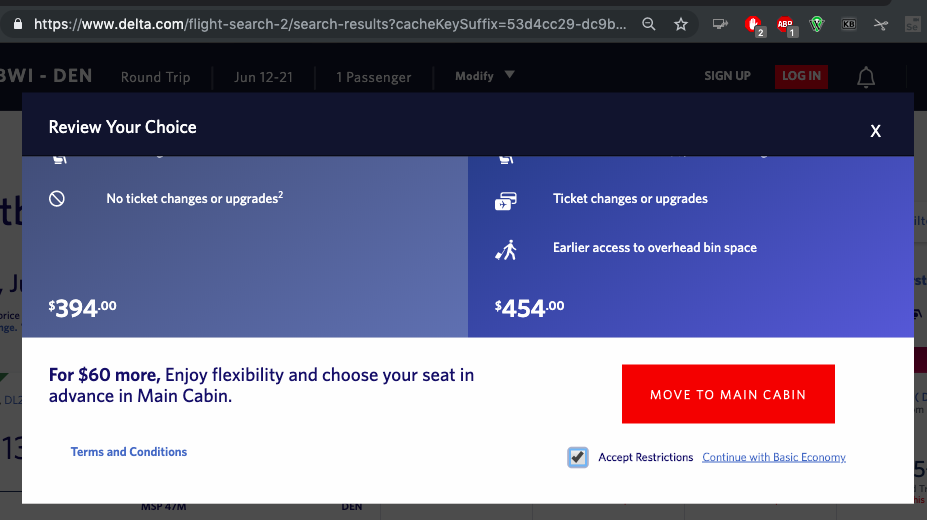 https://www.delta.com/flight-search-2/search-results?cacheKeySuffix=53d4cc29-dc9b...
2
ABP
1
KB
BWI - DEN
Round Trip
Jun 12-21
1 Passenger
Modify
SIGN UP
LOG IN
Review Your Choice
X
No ticket changes or upgrades2
$394.00
Ticket changes or upgrades
Earlier access to overhead bin space
$454.00
For $60 more, Enjoy flexibility and choose your seat in
advance in Main Cabin.
MOVE TO MAIN CABIN
Terms and Conditions
Accept Restrictions
Continue with Basic Economy
MSP 47M
DEN